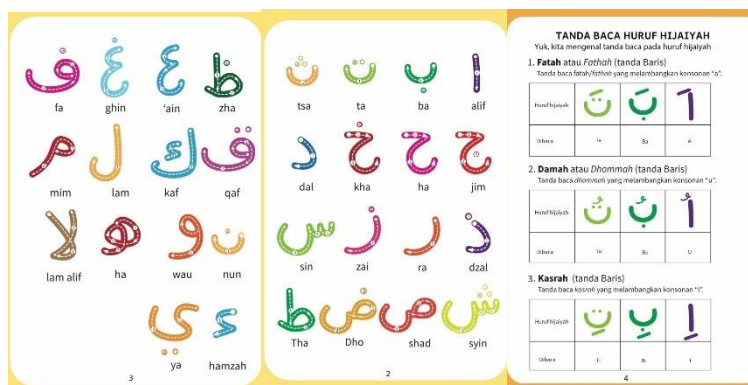 ظ ع غ ف
fa ghin 'ain zha
ق ك ل م
mim lam kaf qaf
ن و هـ لا
lam alif ha wau nun
ء ي
ya hamzah
3
ا ب ت ث
tsa ta ba alif
ج ح خ د
dal kha ha jim
ذ ر ز س
sin zai ra dzal
ش ص ض ط
Tha Dho shad syin
2
TANDA BACA HURUF HIJAIYAH
Yuk, kita mengenal tanda baca pada huruf hijaiyah
1. Fatah atau Fathah (tanda Baris)
Tanda baca fatah/fathah yang melambangkan konsonan "a".
Huruf hijaiyah تَ بَ اَ
Dibaca Ta Ba A
2. Damah atau Dhommah (tanda Baris)
Tanda baca dhommah yang melambangkan konsonan "u".
Huruf hijaiyah تُ بُ اُ
Dibaca Tu Bu U
3. Kasrah (tanda Baris)
Tanda baca kasrah yang melambangkan konsonan "i".
Huruf hijaiyah تِ بِ اِ
Dibaca Ti Bi I
4